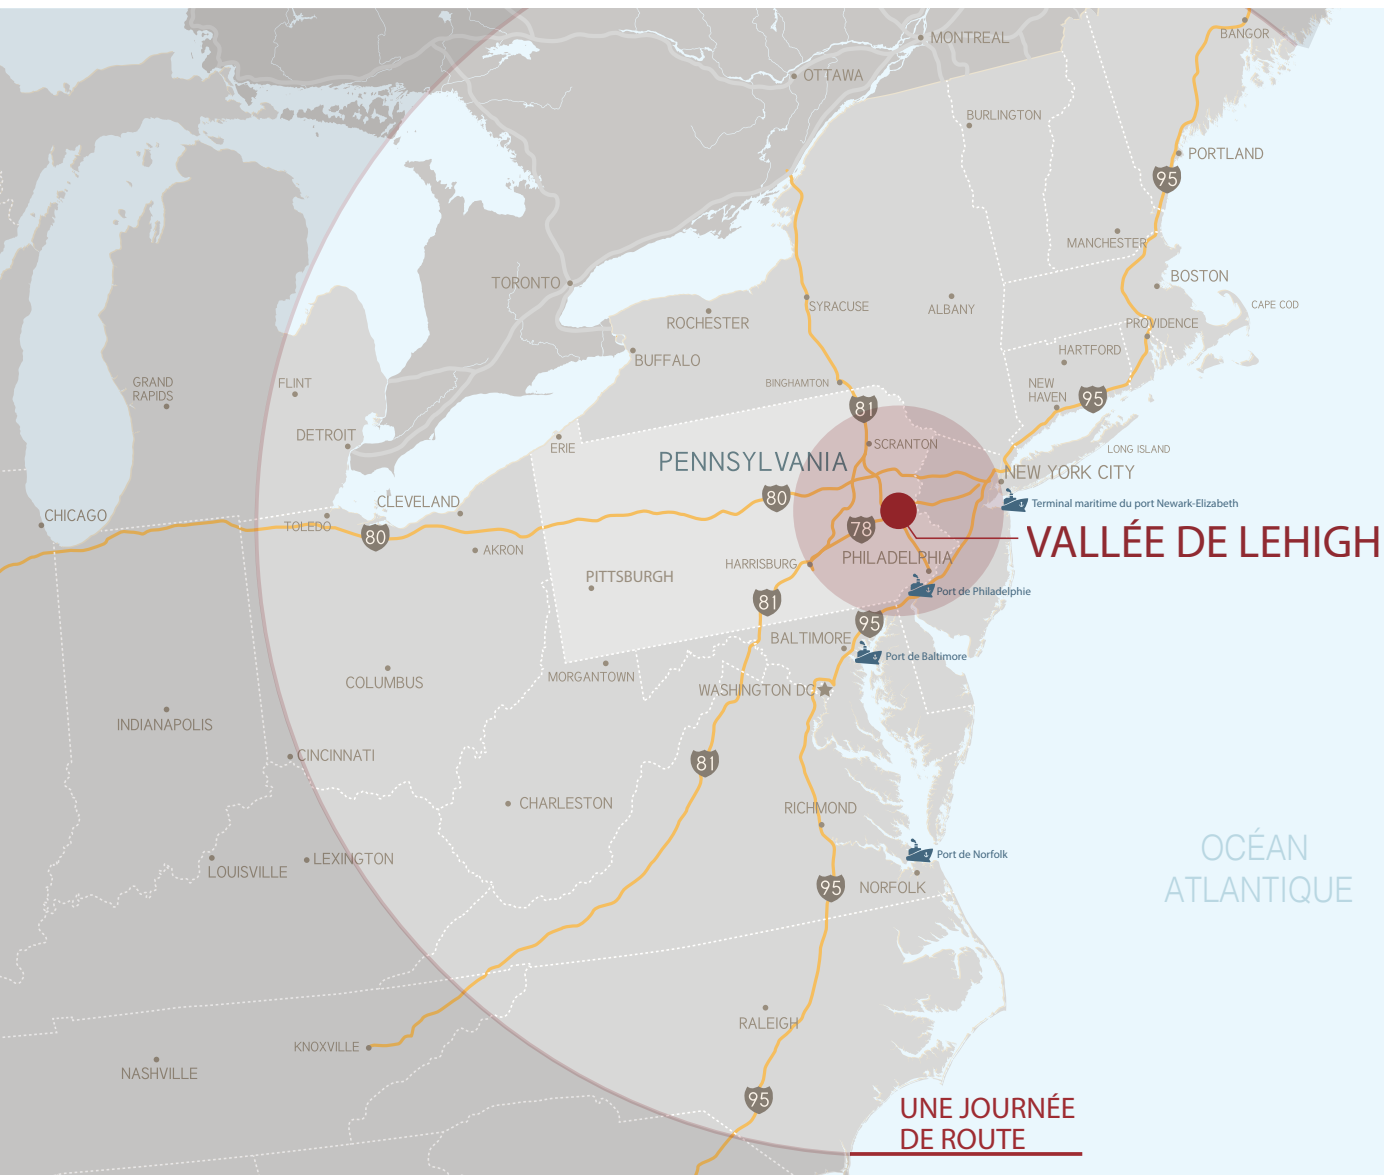 BANGOR
MONTREAL
OTTAWA
BURLINGTON
PORTLAND
95
MANCHESTER
BOSTON
TORONTO
CAPE COD
SYRACUSE
ALBANY
ROCHESTER
PROVIDENCE
HARTFORD
BUFFALO
GRAND
RAPIDS
FLINT
BINGHAMTON
NEW
HAVEN
95
81
DETROIT
ERIE
SCRANTON
LONG ISLAND
PENNSYLVANIA
NEW YORK CITY
80
CLEVELAND
Terminal maritime du port Newark-Elizabeth
CHICAGO
TOLEDO
80
78
VALLÉE DE LEHIGH
AKRON
HARRISBURG
PHILADELPHIA
PITTSBURGH
Port de Philadelphie
81
95
BALTIMORE
Port de Baltimore
MORGANTOWN
COLUMBUS
WASHINGTON DC
INDIANAPOLIS
CINCINNATI
81
CHARLESTON
RICHMOND
OCÉAN
ATLANTIQUE
Port de Norfolk
LEXINGTON
LOUISVILLE
95
NORFOLK
RALEIGH
KNOXVILLE
NASHVILLE
95
UNE JOURNÉE
DE ROUTE